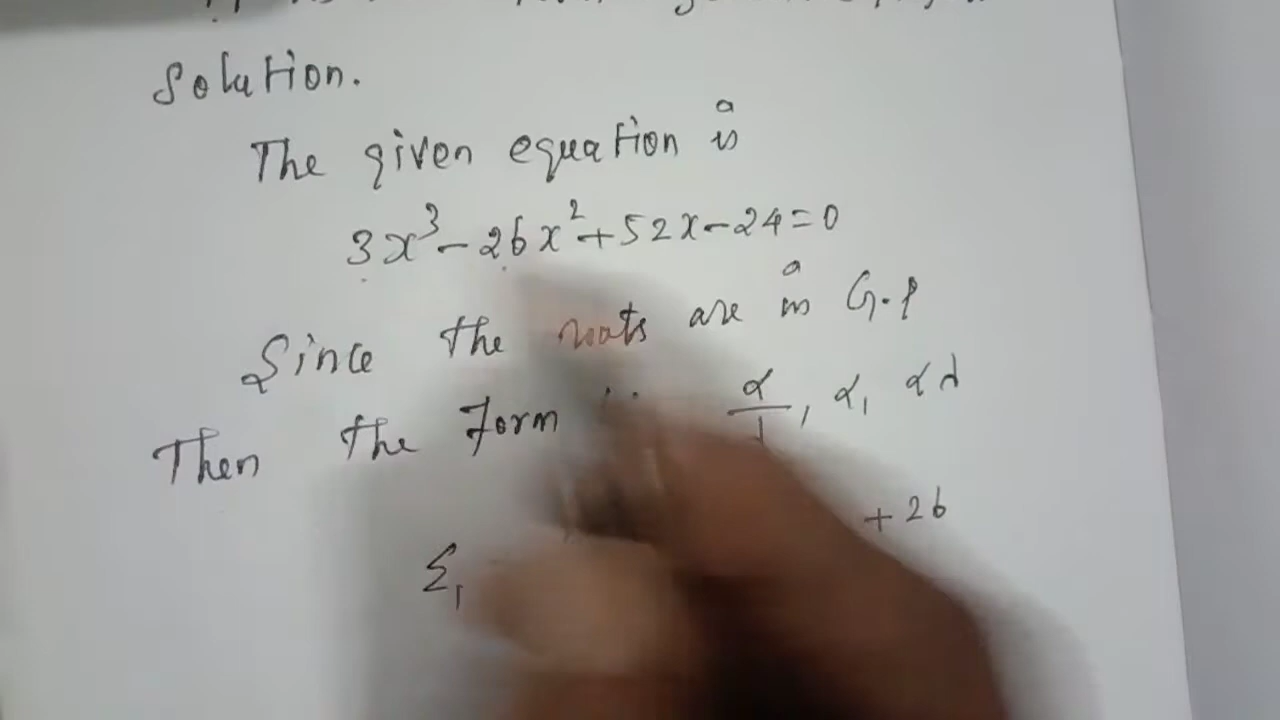 Solution.
The given equation is
3x³ - 26x² + 52x - 24 = 0
Since the roots are in G.P
Then the Form α, α, αλ
Σ₁ + 26